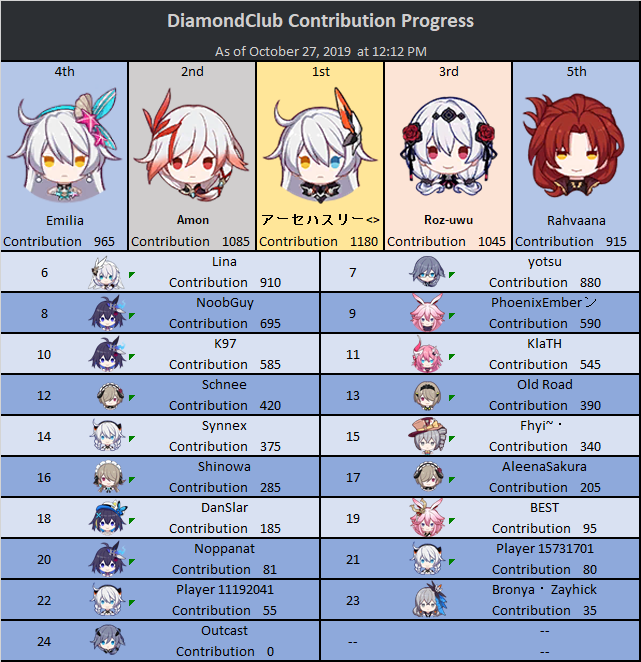 DiamondClub Contribution Progress
As of October 27, 2019 at 12:12 PM
4th 2nd 1st 3rd 5th
Emilia Amon アーセハスリー<> Roz-uwu Rahvaana
Contribution 965 Contribution 1085 Contribution 1180 Contribution 1045 Contribution 915
6 Lina 7 yotsu
Contribution 910 Contribution 880
8 NoobGuy 9 PhoenixEmberン
Contribution 695 Contribution 590
10 K97 11 KlaTH
Contribution 585 Contribution 545
12 Schnee 13 Old Road
Contribution 420 Contribution 390
14 Synnex 15 Fhyi~・
Contribution 375 Contribution 340
16 Shinowa 17 AleenaSakura
Contribution 285 Contribution 205
18 DanSlar 19 BEST
Contribution 185 Contribution 95
20 Noppanat 21 Player 15731701
Contribution 81 Contribution 80
22 Player 11192041 23 Bronya・Zayhick
Contribution 55 Contribution 35
24 Outcast -- --
Contribution 0 --